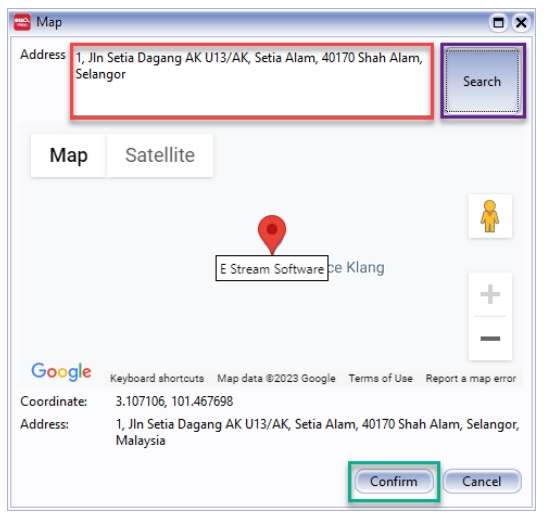 Map
Address
1, Jln Setia Dagang AK U13/AK, Setia Alam, 40170 Shah Alam,
Selangor
Search
Map Satellite
E Stream Software ce Klang
Google Keyboard shortcuts Map data ©2023 Google Terms of Use Report a map error
Coordinate: 3.107106, 101.467698
Address: 1, Jln Setia Dagang AK U13/AK, Setia Alam, 40170 Shah Alam, Selangor,
Malaysia
Confirm Cancel